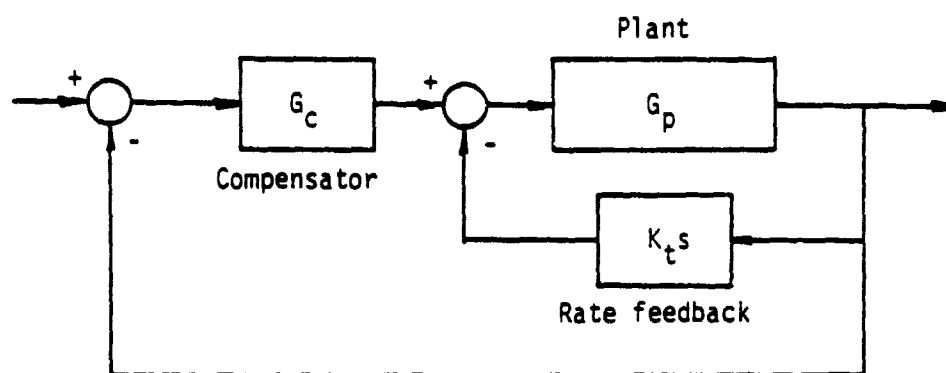 Plant
+
G_c
+
G_p
-
-
Compensator
K_t s
Rate feedback